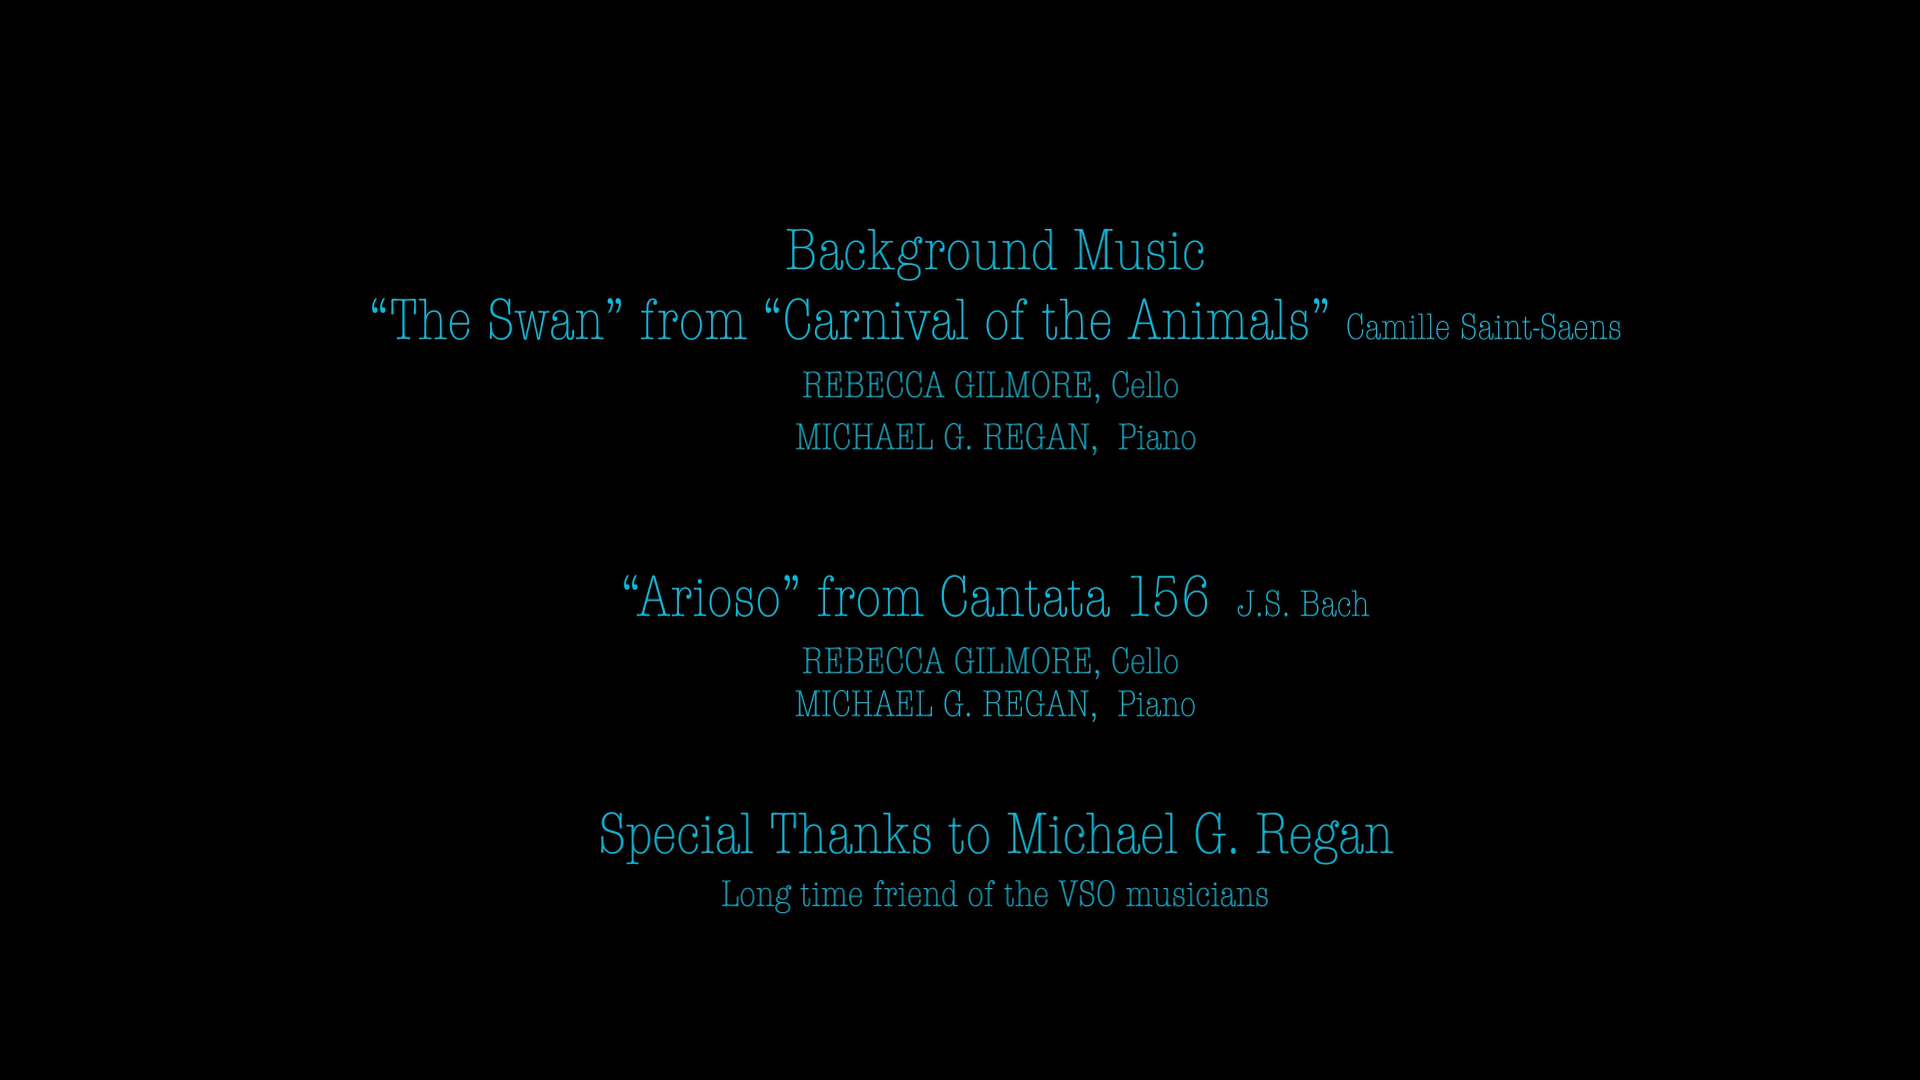 Background Music
“The Swan” from “Carnival of the Animals” Camille Saint-Saens
REBECCA GILMORE, Cello
MICHAEL G. REGAN, Piano
“Arioso” from Cantata 156 J.S. Bach
REBECCA GILMORE, Cello
MICHAEL G. REGAN, Piano
Special Thanks to Michael G. Regan
Long time friend of the VSO musicians